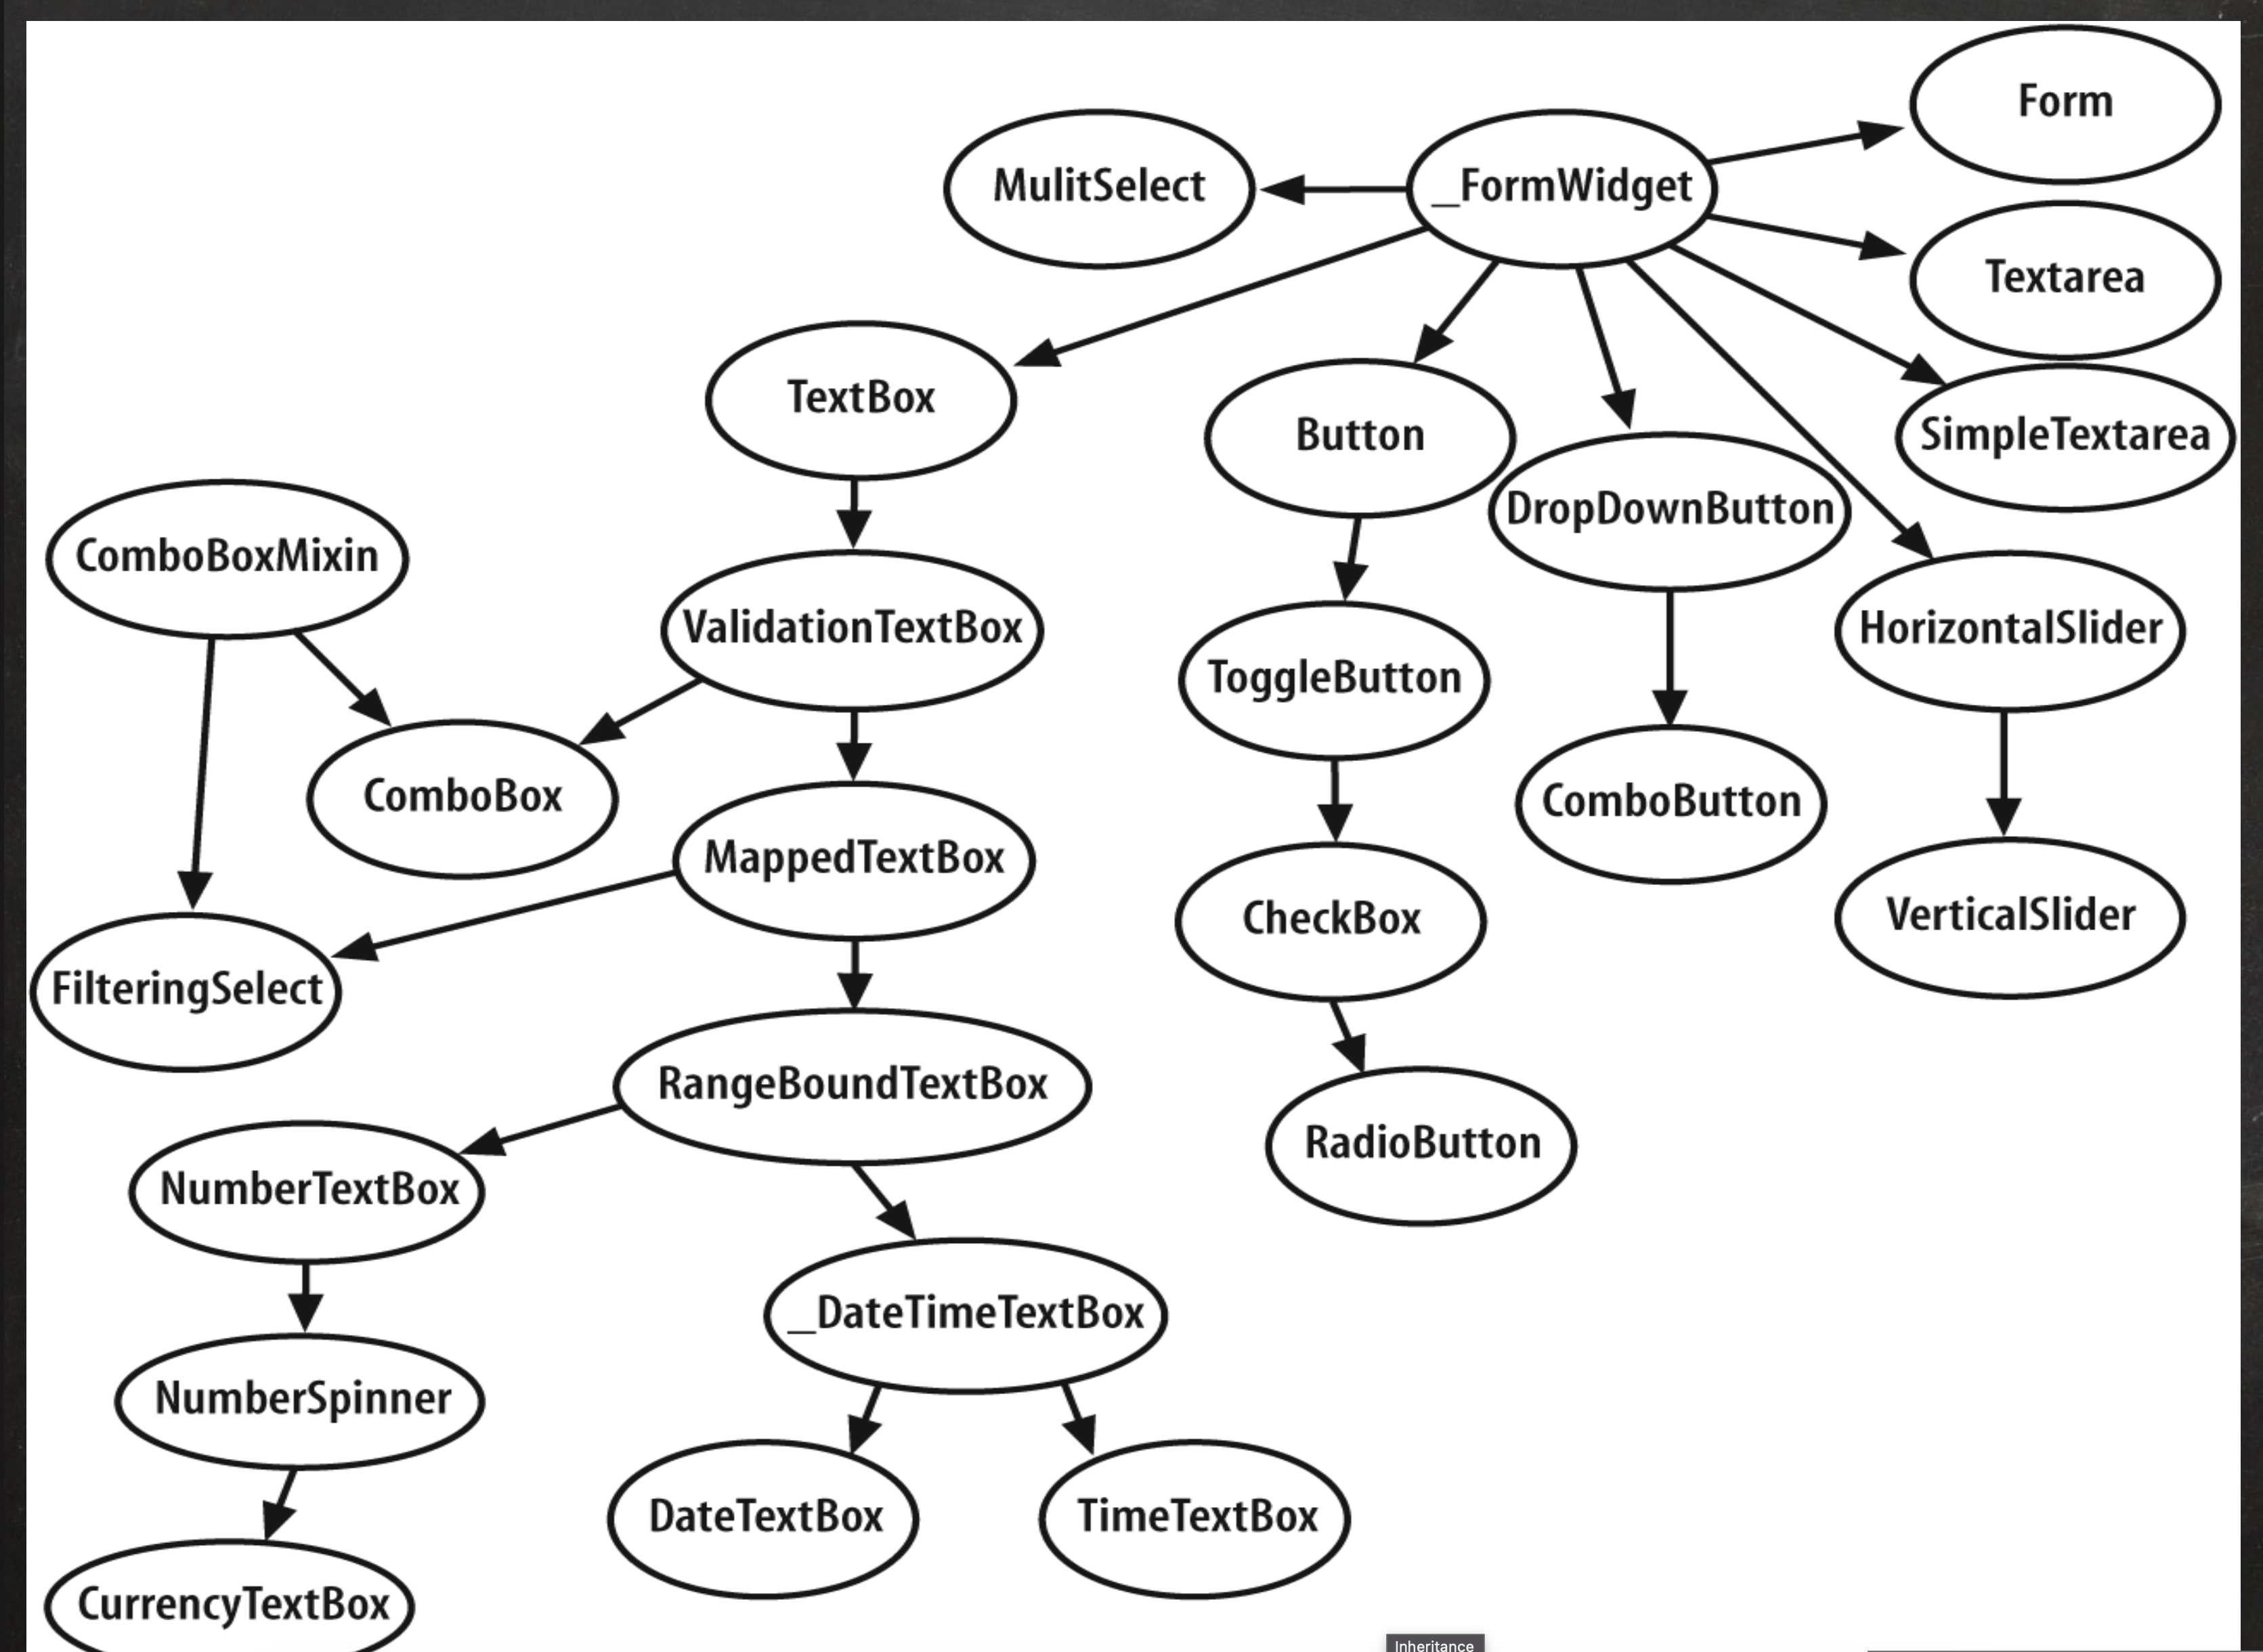 Form
MulitSelect
_FormWidget
Textarea
TextBox
Button
SimpleTextarea
DropDownButton
ComboBoxMixin
ValidationTextBox
HorizontalSlider
ToggleButton
ComboBox
ComboButton
MappedTextBox
CheckBox
VerticalSlider
FilteringSelect
RangeBoundTextBox
RadioButton
NumberTextBox
_DateTimeTextBox
NumberSpinner
DateTextBox
TimeTextBox
CurrencyTextBox
Inheritance